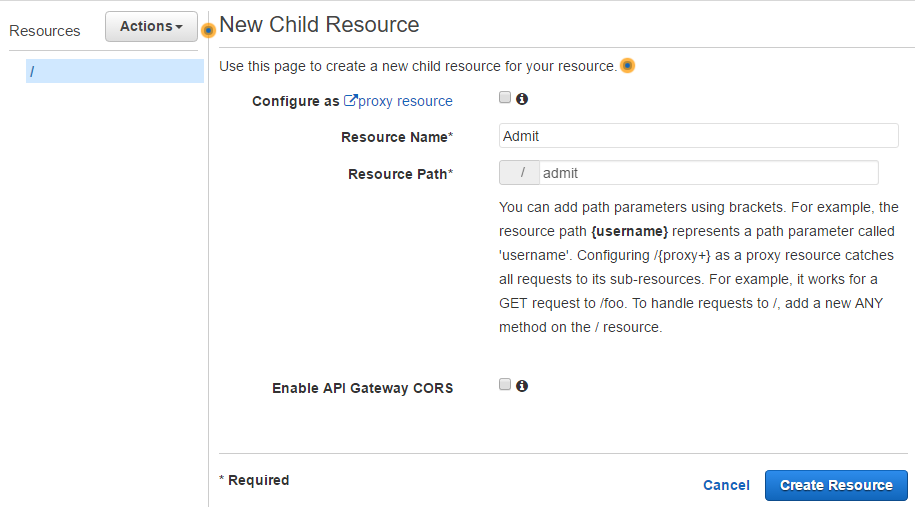 Resources
Actions
/
New Child Resource
Use this page to create a new child resource for your resource.
Configure as proxy resource
Resource Name*
Admit
Resource Path*
/ admit
You can add path parameters using brackets. For example, the
resource path {username} represents a path parameter called
'username'. Configuring /{proxy+} as a proxy resource catches
all requests to its sub-resources. For example, it works for a
GET request to /foo. To handle requests to /, add a new ANY
method on the / resource.
Enable API Gateway CORS
* Required
Cancel
Create Resource